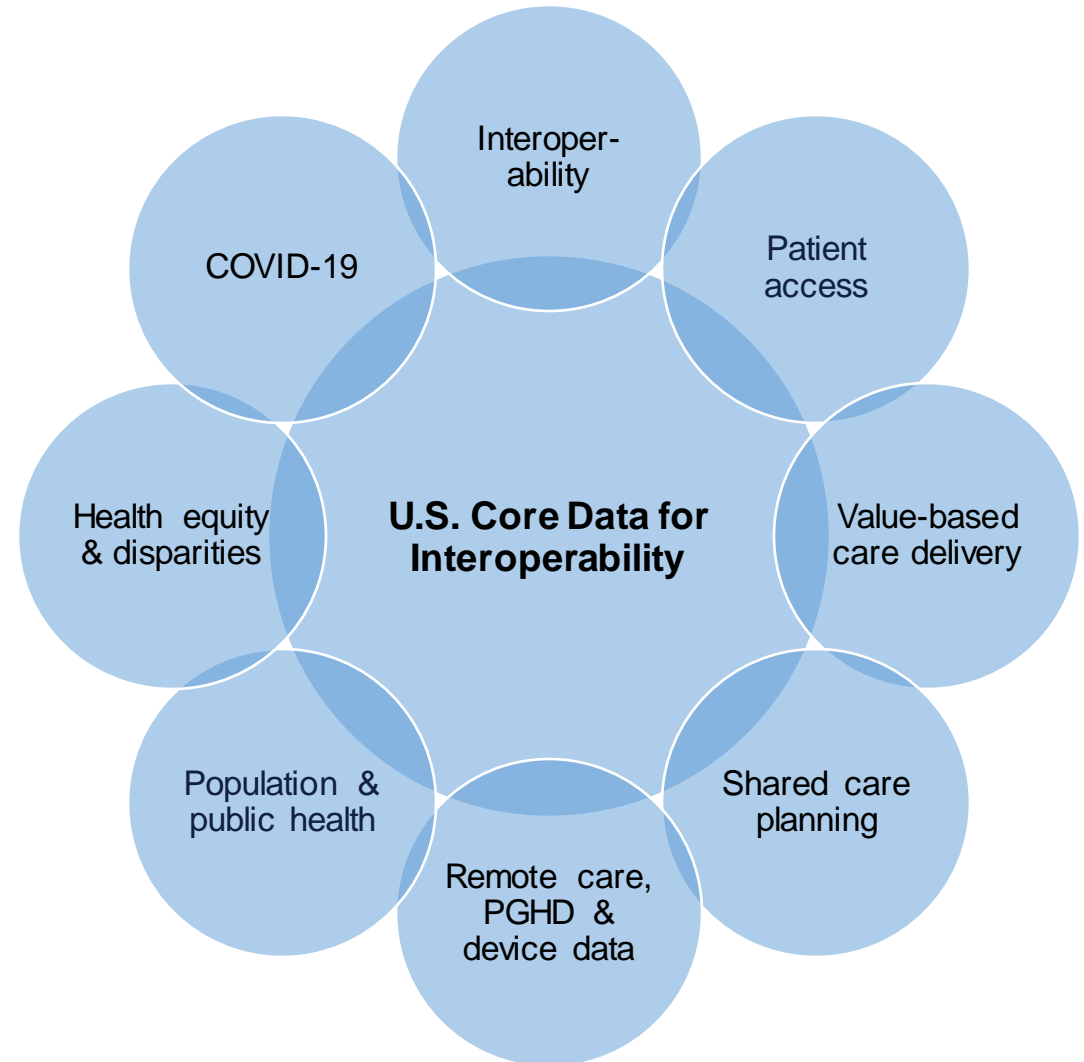 Interoper-
ability
Patient
access
COVID-19
Health equity
& disparities
U.S. Core Data for
Interoperability
Value-based
care delivery
Population &
public health
Shared care
planning
Remote care,
PGHD &
device data